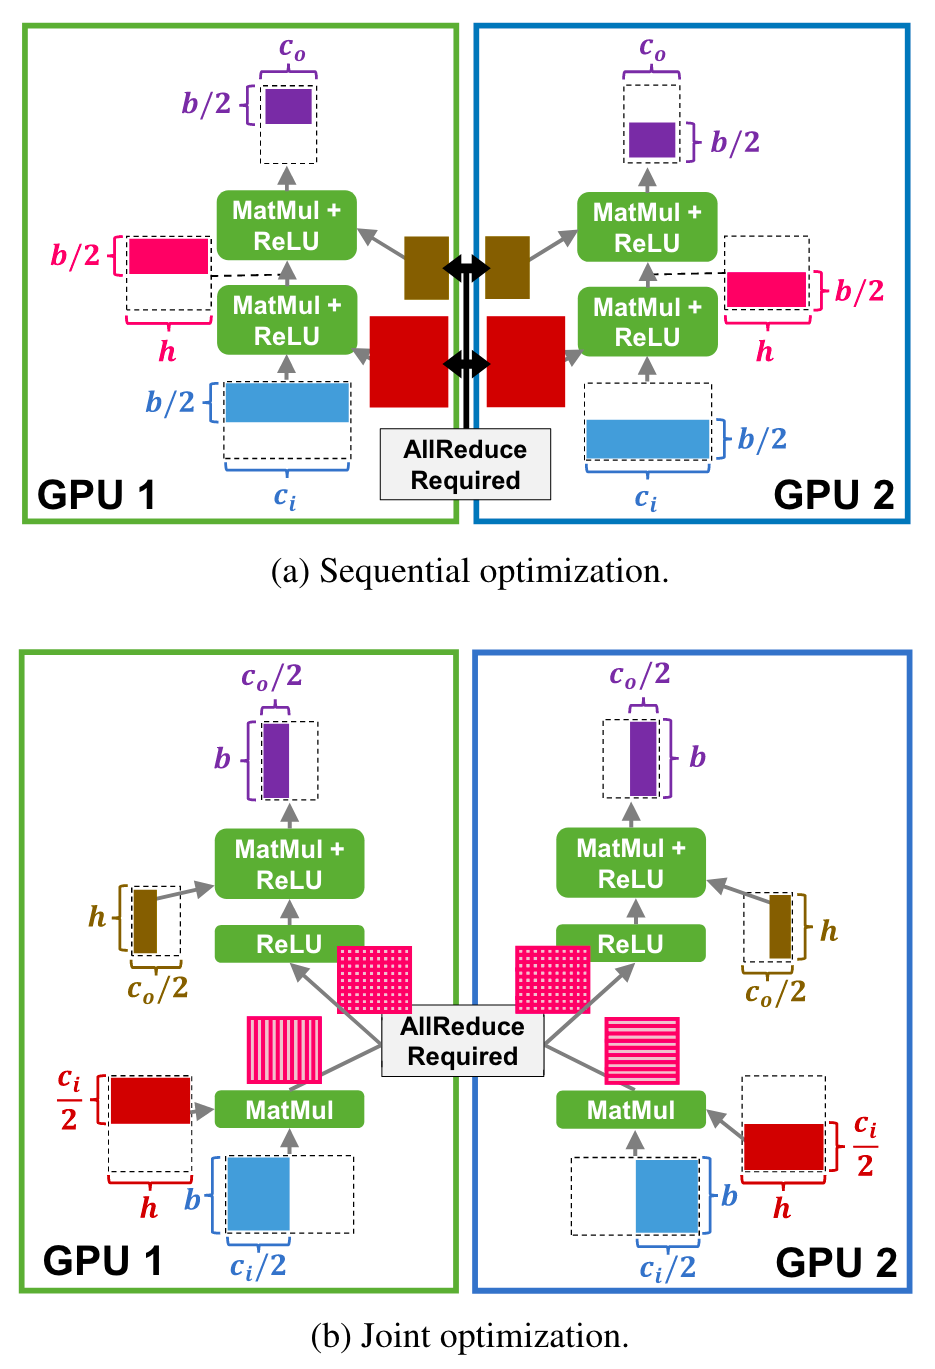 c_o
b/2
MatMul +
ReLU
b/2
h
MatMul +
ReLU
b/2
c_i
GPU 1
c_o
b/2
MatMul +
ReLU
b/2
h
MatMul +
ReLU
b/2
c_i
GPU 2
AllReduce
Required
(a) Sequential optimization.
c_o/2
b
MatMul +
ReLU
h
c_o/2
ReLU
c_i
2
h
MatMul
b
c_i/2
GPU 1
AllReduce
Required
c_o/2
b
MatMul +
ReLU
h
c_o/2
ReLU
MatMul
c_i
2
h
b
c_i/2
GPU 2
(b) Joint optimization.